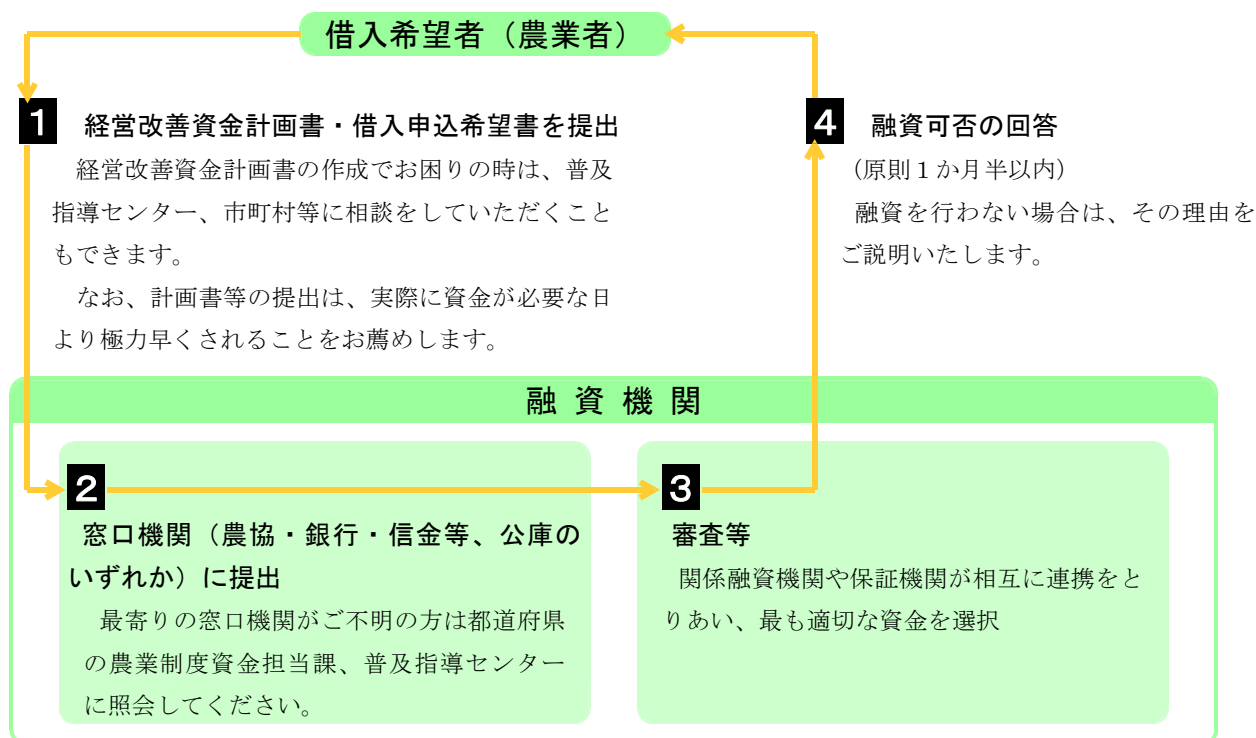 借入希望者（農業者）
1 経営改善資金計画書・借入申込希望書を提出
経営改善資金計画書の作成でお困りの時は、普及
指導センター、市町村等に相談をしていただくこと
もできます。
なお、計画書等の提出は、実際に資金が必要な日
より極力早くされることをお薦めします。
4 融資可否の回答
（原則１か月半以内）
融資を行わない場合は、その理由を
ご説明いたします。
融資機関
2
窓口機関（農協・銀行・信金等、公庫の
いずれか）に提出
最寄りの窓口機関がご不明の方は都道府県
の農業制度資金担当課、普及指導センター
に照会してください。
3
審査等
関係融資機関や保証機関が相互に連携をと
りあい、最も適切な資金を選択